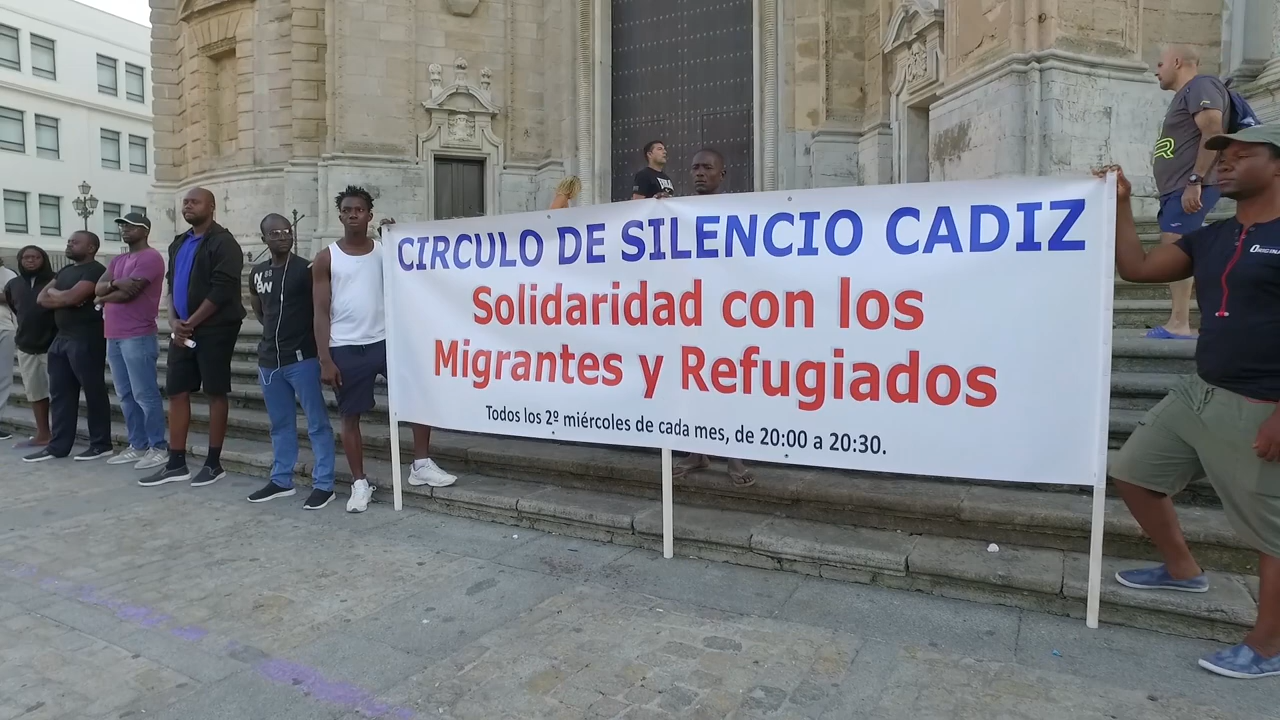 CIRCULO DE SILENCIO CADIZ
Solidaridad con los
Migrantes y Refugiados
Todos los 2º miércoles de cada mes, de 20:00 a 20:30.